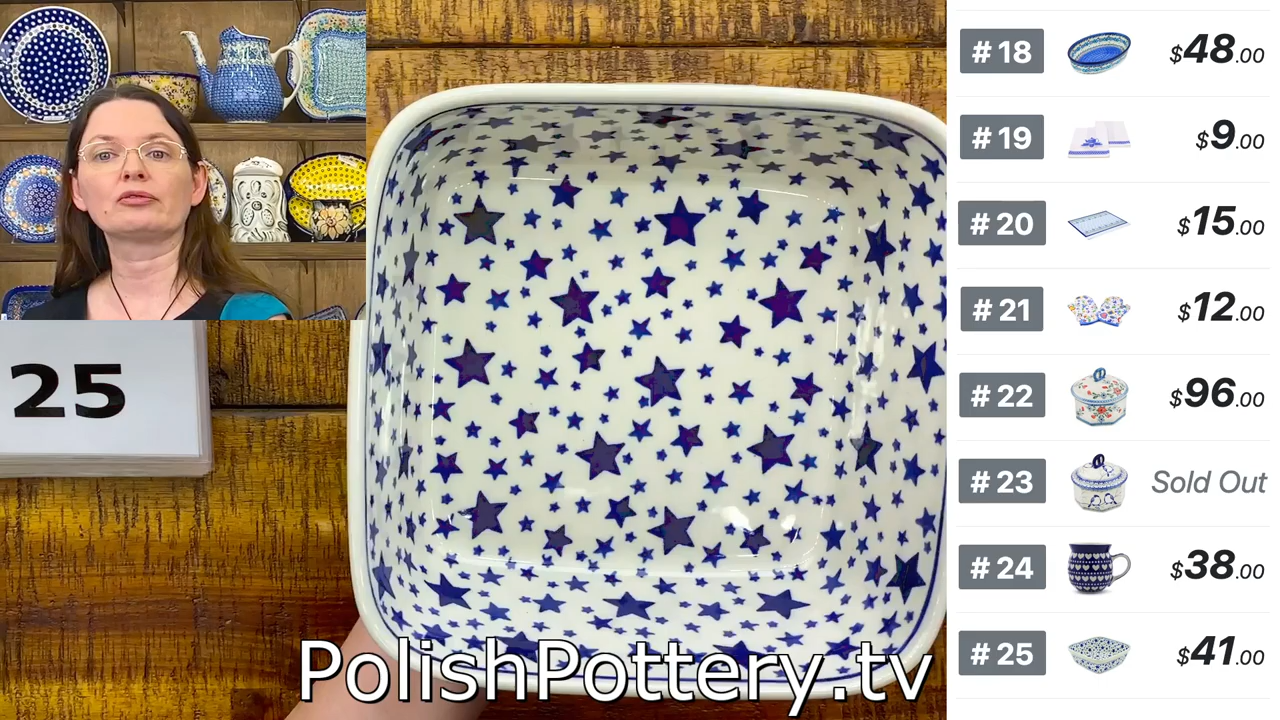 25
PolishPottery.tv
# 18 $48.00
# 19 $9.00
# 20 $15.00
# 21 $12.00
# 22 $96.00
# 23 Sold Out
# 24 $38.00
# 25 $41.00